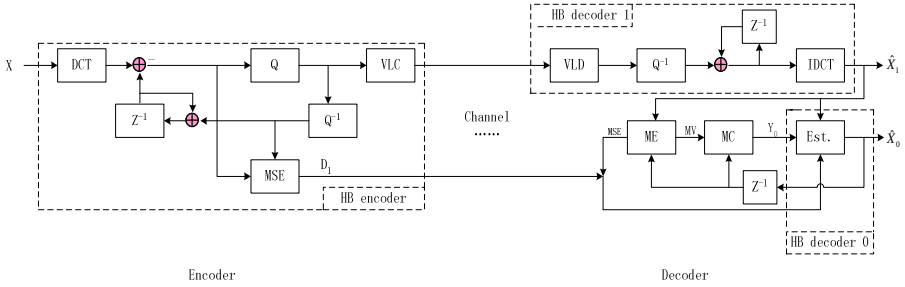 HB decoder 1
Z⁻¹
X
DCT
Q
VLC
VLD
Q⁻¹
IDCT
X̂₁
Z⁻¹
Q⁻¹
Channel
......
MSE
ME
MV
MC
Y₀
Est.
X̂₀
MSE
D₁
Z⁻¹
HB encoder
HB decoder 0
Encoder
Decoder